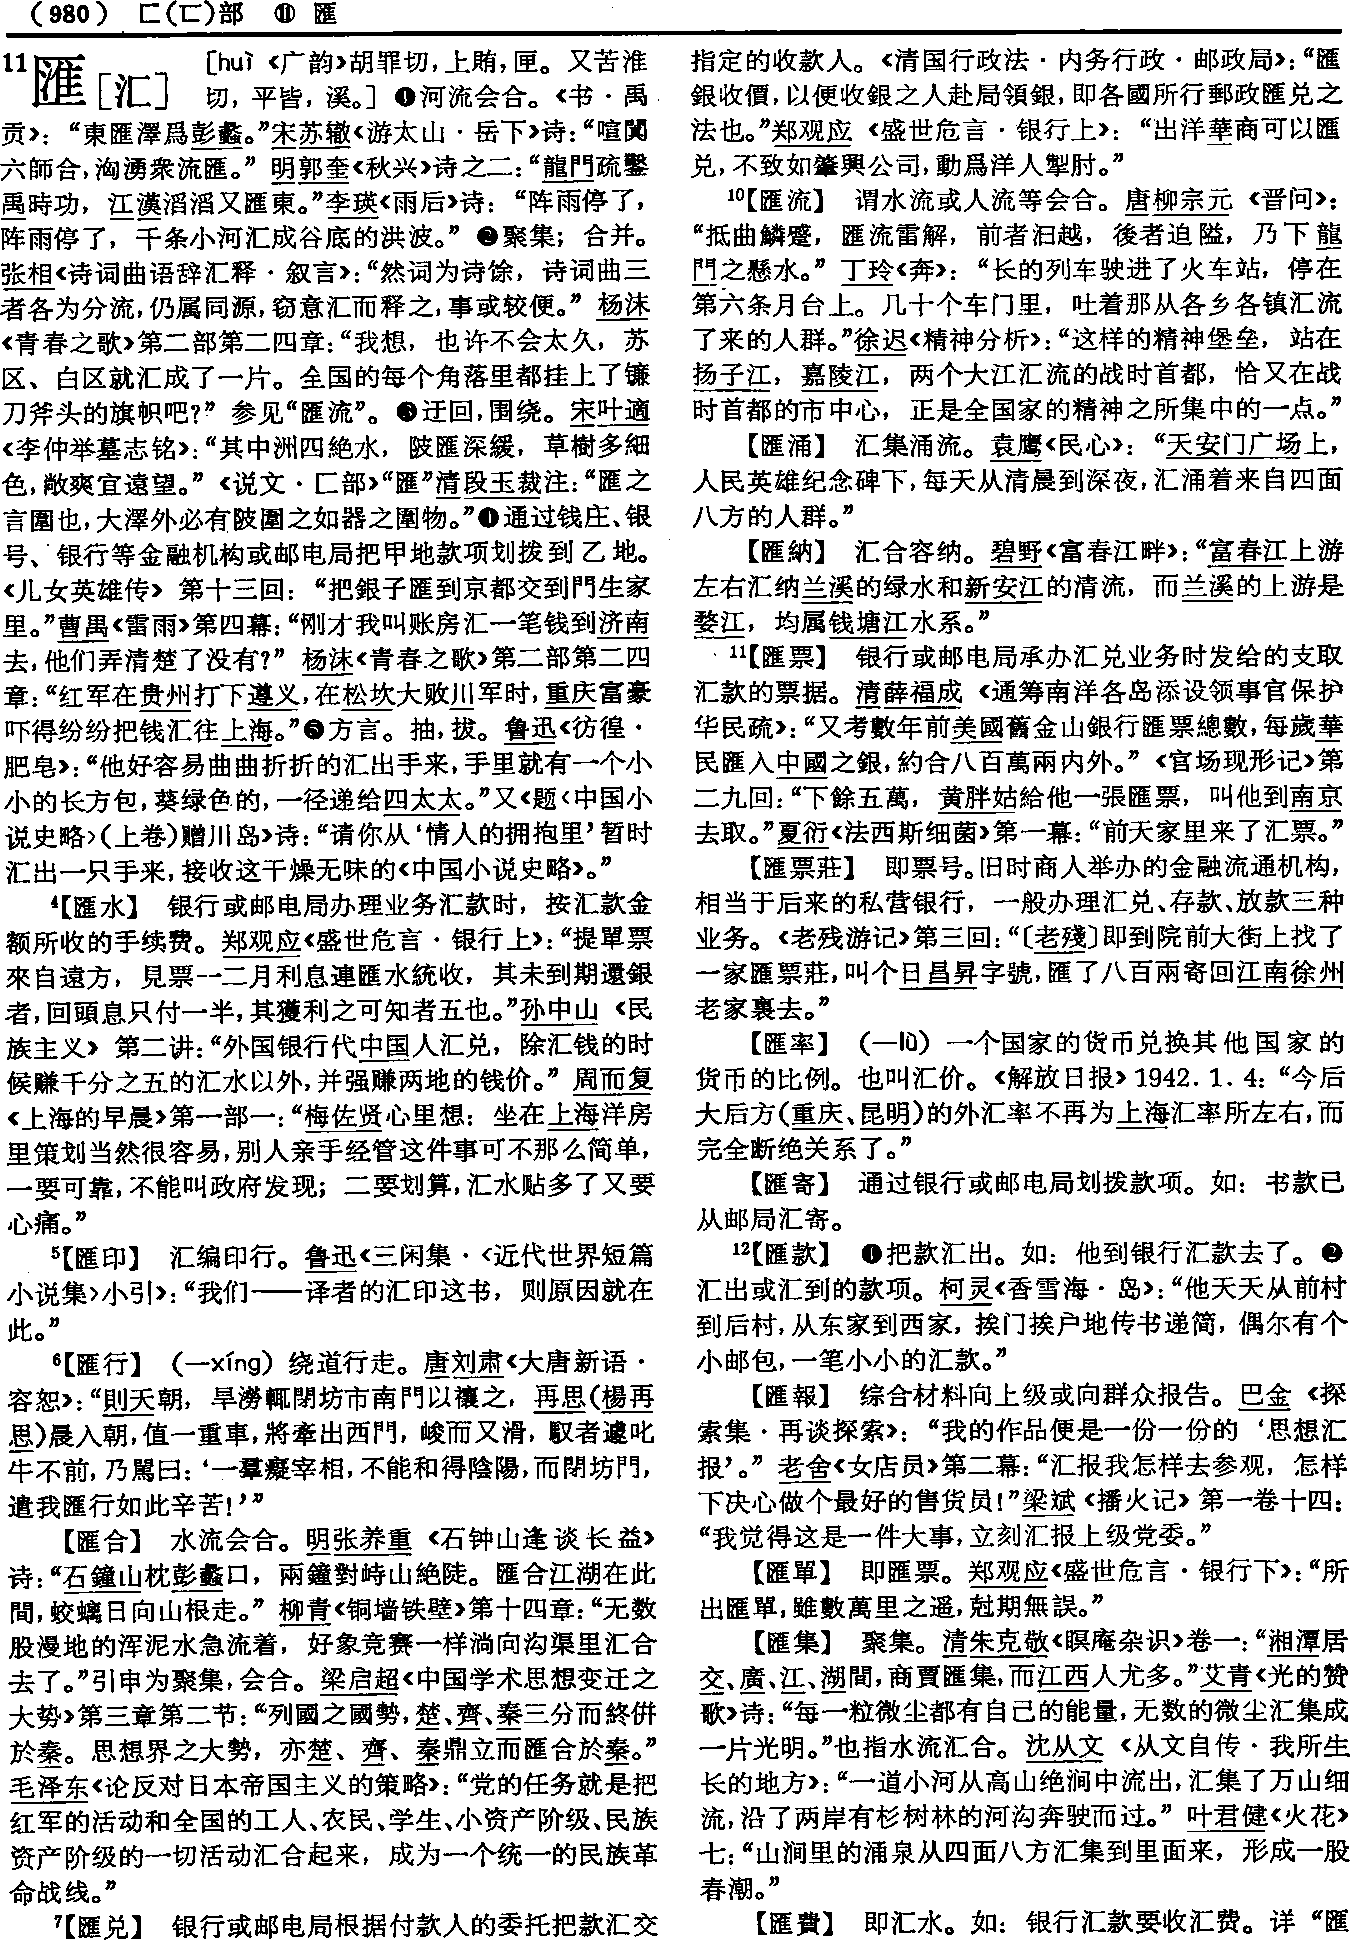 （980） 匚(匸)部 ⑪ 匯
11匯[汇] [huì 《广韵》胡罪切，上贿，匣。又苦淮
切，平皆，溪。] ❶河流会合。《书·禹
贡》：“東匯澤爲彭蠡。”宋苏辙《游太山·岳下》诗：“喧闐
六師合，洶湧衆流匯。” 明郭奎《秋兴》诗之二：“龍門疏鑿
禹時功，江漢滔滔又匯東。”李瑛《雨后》诗：“阵雨停了，
阵雨停了，千条小河汇成谷底的洪波。” ❷聚集；合并。
张相《诗词曲语辞汇释·叙言》：“然词为诗馀，诗词曲三
者各为分流，仍属同源，窃意汇而释之，事或较便。” 杨沫
《青春之歌》第二部第二四章：“我想，也许不会太久，苏
区、白区就汇成了一片。全国的每个角落里都挂上了镰
刀斧头的旗帜吧？” 参见“匯流”。❸迂回，围绕。宋叶適
《李仲举墓志铭》：“其中洲四絶水，陂匯深緩，草樹多細
色，敞爽宜遠望。” 《说文·匚部》“匯”清段玉裁注：“匯之
言圍也，大澤外必有陂圍之如器之圍物。”❹通过钱庄、银
号、银行等金融机构或邮电局把甲地款项划拨到乙地。
《儿女英雄传》第十三回：“把銀子匯到京都交到門生家
里。”曹禺《雷雨》第四幕：“刚才我叫账房汇一笔钱到济南
去，他们弄清楚了没有？” 杨沫《青春之歌》第二部第二四
章：“红军在贵州打下遵义，在松坎大败川军时，重庆富豪
吓得纷纷把钱汇往上海。”❺方言。抽，拔。鲁迅《彷徨·
肥皂》：“他好容易曲曲折折的汇出手来，手里就有一个小
小的长方包，葵绿色的，一径递给四太太。”又《题〈中国小
说史略〉（上卷）赠川岛》诗：“请你从‘情人的拥抱里’暂时
汇出一只手来，接收这干燥无味的《中国小说史略》。”
4【匯水】 银行或邮电局办理业务汇款时，按汇款金
额所收的手续费。郑观应《盛世危言·银行上》：“提單票
來自遠方，見票一二月利息連匯水統收，其未到期還銀
者，回頭息只付一半，其獲利之可知者五也。”孙中山《民
族主义》第二讲：“外国银行代中国人汇兑，除汇钱的时
候赚千分之五的汇水以外，并强赚两地的钱价。” 周而复
《上海的早晨》第一部一：“梅佐贤心里想：坐在上海洋房
里策划当然很容易，别人亲手经管这件事可不那么简单，
一要可靠，不能叫政府发现；二要划算，汇水贴多了又要
心痛。”
5【匯印】 汇编印行。鲁迅《三闲集·〈近代世界短篇
小说集〉小引》：“我们——译者的汇印这书，则原因就在
此。”
6【匯行】 （—xíng）绕道行走。唐刘肃《大唐新语·
容恕》：“則天朝，旱澇輒閉坊市南門以禳之，再思(楊再
思)晨入朝，值一重車，將牽出西門，峻而又滑，馭者遽叱
牛不前，乃駡曰：‘一羣癡宰相，不能和得陰陽，而閉坊門，
遣我匯行如此辛苦！’”
【匯合】 水流会合。明张养重《石钟山逢谈长益》
诗：“石鐘山枕彭蠡口，兩鐘對峙山絶陡。匯合江湖在此
間，蛟螭日向山根走。” 柳青《铜墙铁壁》第十四章：“无数
股漫地的浑泥水急流着，好象竞赛一样淌向沟渠里汇合
去了。”引申为聚集，会合。梁启超《中国学术思想变迁之
大势》第三章第二节：“列國之國勢，楚、齊、秦三分而終併
於秦。思想界之大勢，亦楚、齊、秦鼎立而匯合於秦。”
毛泽东《论反对日本帝国主义的策略》：“党的任务就是把
红军的活动和全国的工人、农民、学生、小资产阶级、民族
资产阶级的一切活动汇合起来，成为一个统一的民族革
命战线。”
7【匯兑】 银行或邮电局根据付款人的委托把款汇交
指定的收款人。《清国行政法·内务行政·邮政局》：“匯
銀收價，以便收銀之人赴局領銀，即各國所行郵政匯兑之
法也。”郑观应《盛世危言·银行上》：“出洋華商可以匯
兑，不致如肇興公司，動爲洋人掣肘。”
10【匯流】 谓水流或人流等会合。唐柳宗元《晋问》：
“抵曲鱗蹙，匯流雷解，前者汩越，後者迫隘，乃下龍
門之懸水。” 丁玲《奔》：“长的列车驶进了火车站，停在
第六条月台上。几十个车门里，吐着那从各乡各镇汇流
了来的人群。”徐迟《精神分析》：“这样的精神堡垒，站在
扬子江，嘉陵江，两个大江汇流的战时首都，恰又在战
时首都的市中心，正是全国家的精神之所集中的一点。”
【匯涌】 汇集涌流。袁鹰《民心》：“天安门广场上，
人民英雄纪念碑下，每天从清晨到深夜，汇涌着来自四面
八方的人群。”
【匯納】 汇合容纳。碧野《富春江畔》：“富春江上游
左右汇纳兰溪的绿水和新安江的清流，而兰溪的上游是
婺江，均属钱塘江水系。”
11【匯票】 银行或邮电局承办汇兑业务时发给的支取
汇款的票据。清薛福成《通筹南洋各岛添设领事官保护
华民疏》：“又考數年前美國舊金山銀行匯票總數，每歲華
民匯入中國之銀，約合八百萬兩内外。” 《官场现形记》第
二九回：“下餘五萬，黄胖姑給他一張匯票，叫他到南京
去取。”夏衍《法西斯细菌》第一幕：“前天家里来了汇票。”
【匯票莊】 即票号。旧时商人举办的金融流通机构，
相当于后来的私营银行，一般办理汇兑、存款、放款三种
业务。《老残游记》第三回：“〔老殘〕即到院前大街上找了
一家匯票莊，叫个日昌昇字號，匯了八百兩寄回江南徐州
老家裏去。”
【匯率】 （—lǜ）一个国家的货币兑换其他国家的
货币的比例。也叫汇价。《解放日报》1942.1.4：“今后
大后方(重庆、昆明)的外汇率不再为上海汇率所左右，而
完全断绝关系了。”
【匯寄】 通过银行或邮电局划拨款项。如：书款已
从邮局汇寄。
12【匯款】 ❶把款汇出。如：他到银行汇款去了。❷
汇出或汇到的款项。柯灵《香雪海·岛》：“他天天从前村
到后村，从东家到西家，挨门挨户地传书递简，偶尔有个
小邮包，一笔小小的汇款。”
【匯報】 综合材料向上级或向群众报告。巴金《探
索集·再谈探索》：“我的作品便是一份一份的‘思想汇
报’。” 老舍《女店员》第二幕：“汇报我怎样去参观，怎样
下决心做个最好的售货员！”梁斌《播火记》第一卷十四：
“我觉得这是一件大事，立刻汇报上级党委。”
【匯單】 即匯票。郑观应《盛世危言·银行下》：“所
出匯單，雖數萬里之遥，尅期無誤。”
【匯集】 聚集。清朱克敬《暝庵杂识》卷一：“湘潭居
交、廣、江、湖間，商賈匯集，而江西人尤多。”艾青《光的赞
歌》诗：“每一粒微尘都有自己的能量，无数的微尘汇集成
一片光明。”也指水流汇合。沈从文《从文自传·我所生
长的地方》：“一道小河从高山绝涧中流出，汇集了万山细
流，沿了两岸有杉树林的河沟奔驶而过。” 叶君健《火花》
七：“山涧里的涌泉从四面八方汇集到里面来，形成一股
春潮。”
【匯費】 即汇水。如：银行汇款要收汇费。详“匯